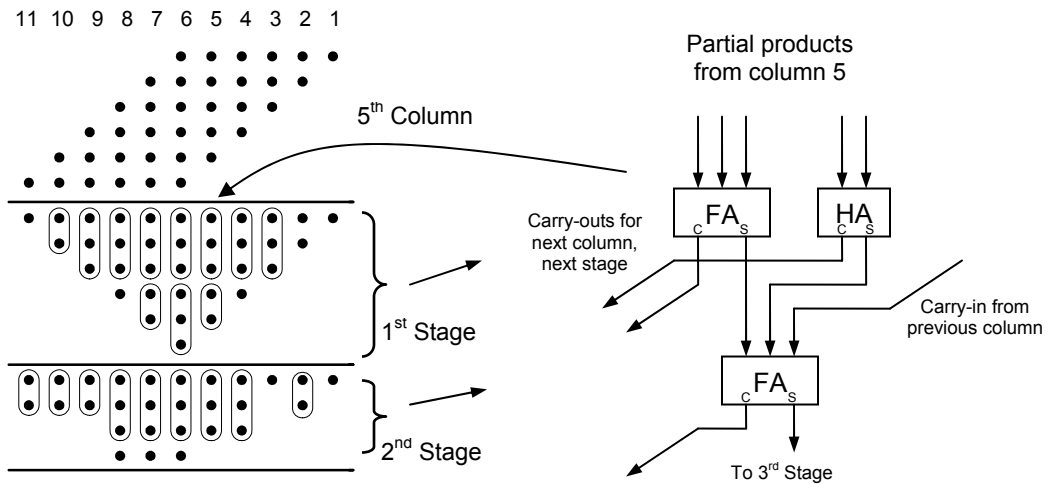 11 10 9 8 7 6 5 4 3 2 1
Partial products
from column 5
5th Column
FA
C S
HA
C S
Carry-outs for
next column,
next stage
1st Stage
Carry-in from
previous column
FA
C S
2nd Stage
To 3rd Stage